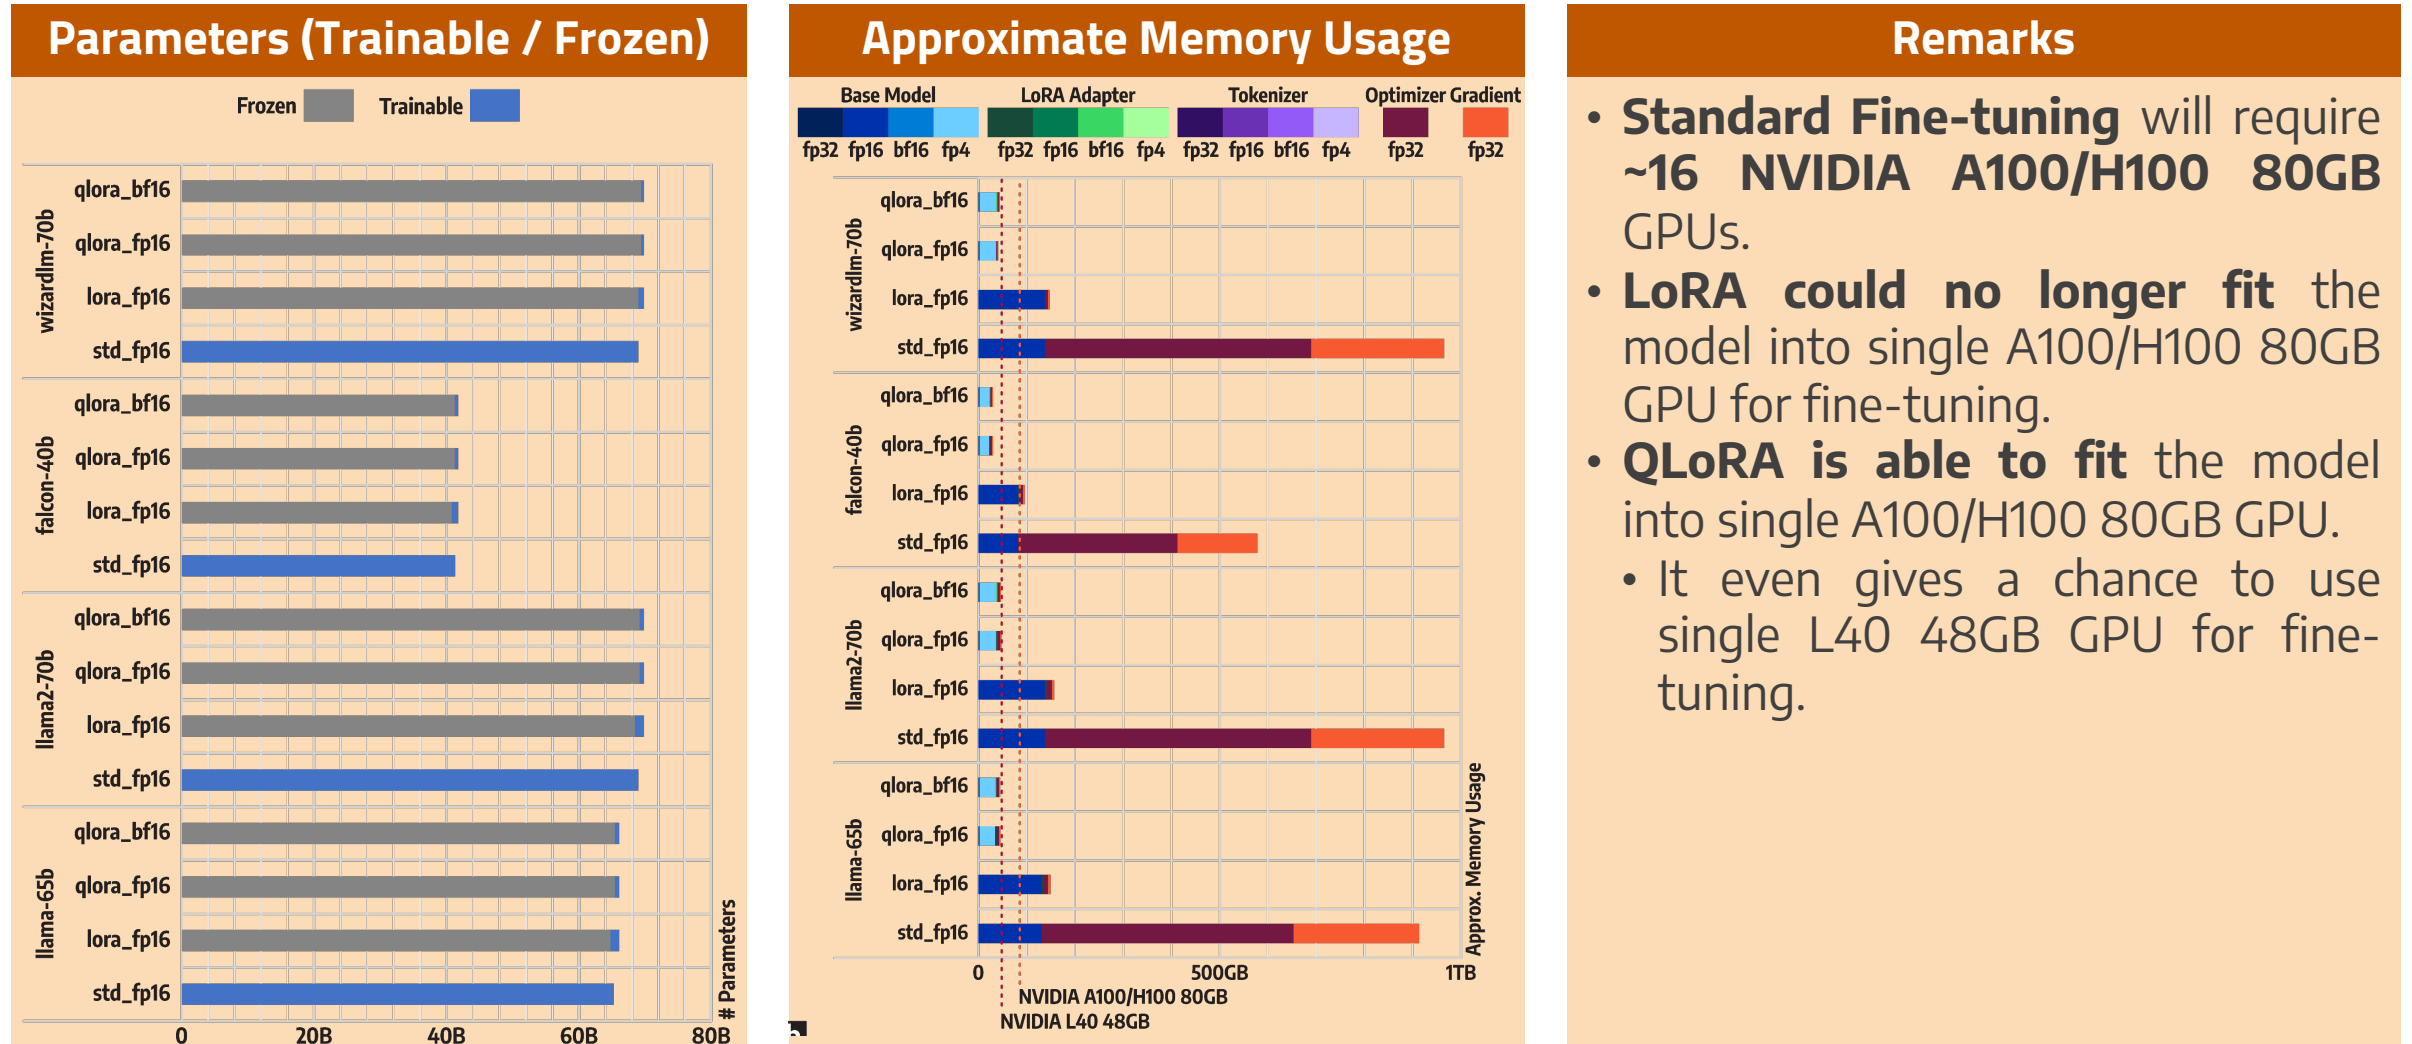 Parameters (Trainable / Frozen)
Frozen
Trainable
wizardlm-70b
qlora_bf16
qlora_fp16
lora_fp16
std_fp16
falcon-40b
qlora_bf16
qlora_fp16
lora_fp16
std_fp16
llama2-70b
qlora_bf16
qlora_fp16
lora_fp16
std_fp16
llama-65b
qlora_bf16
qlora_fp16
lora_fp16
std_fp16
# Parameters
0 20B 40B 60B 80B
Approximate Memory Usage
Base Model LoRA Adapter Tokenizer Optimizer Gradient
fp32 fp16 bf16 fp4 fp32 fp16 bf16 fp4 fp32 fp16 bf16 fp4 fp32 fp32
wizardlm-70b
qlora_bf16
qlora_fp16
lora_fp16
std_fp16
falcon-40b
qlora_bf16
qlora_fp16
lora_fp16
std_fp16
llama2-70b
qlora_bf16
qlora_fp16
lora_fp16
std_fp16
llama-65b
qlora_bf16
qlora_fp16
lora_fp16
std_fp16
Approx. Memory Usage
0 500GB 1TB
NVIDIA A100/H100 80GB
NVIDIA L40 48GB
Remarks
• Standard Fine-tuning will require
~16 NVIDIA A100/H100 80GB
GPUs.
• LoRA could no longer fit the
model into single A100/H100 80GB
GPU for fine-tuning.
• QLoRA is able to fit the model
into single A100/H100 80GB GPU.
• It even gives a chance to use
single L40 48GB GPU for fine-
tuning.